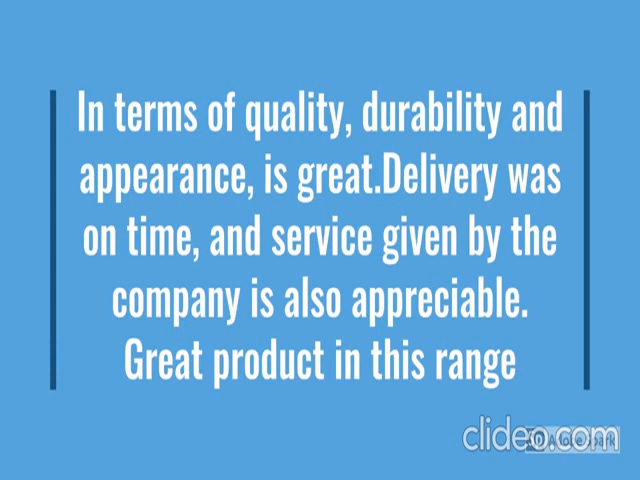 In terms of quality, durability and
appearance, is great.Delivery was
on time, and service given by the
company is also appreciable.
Great product in this range
clideo.com